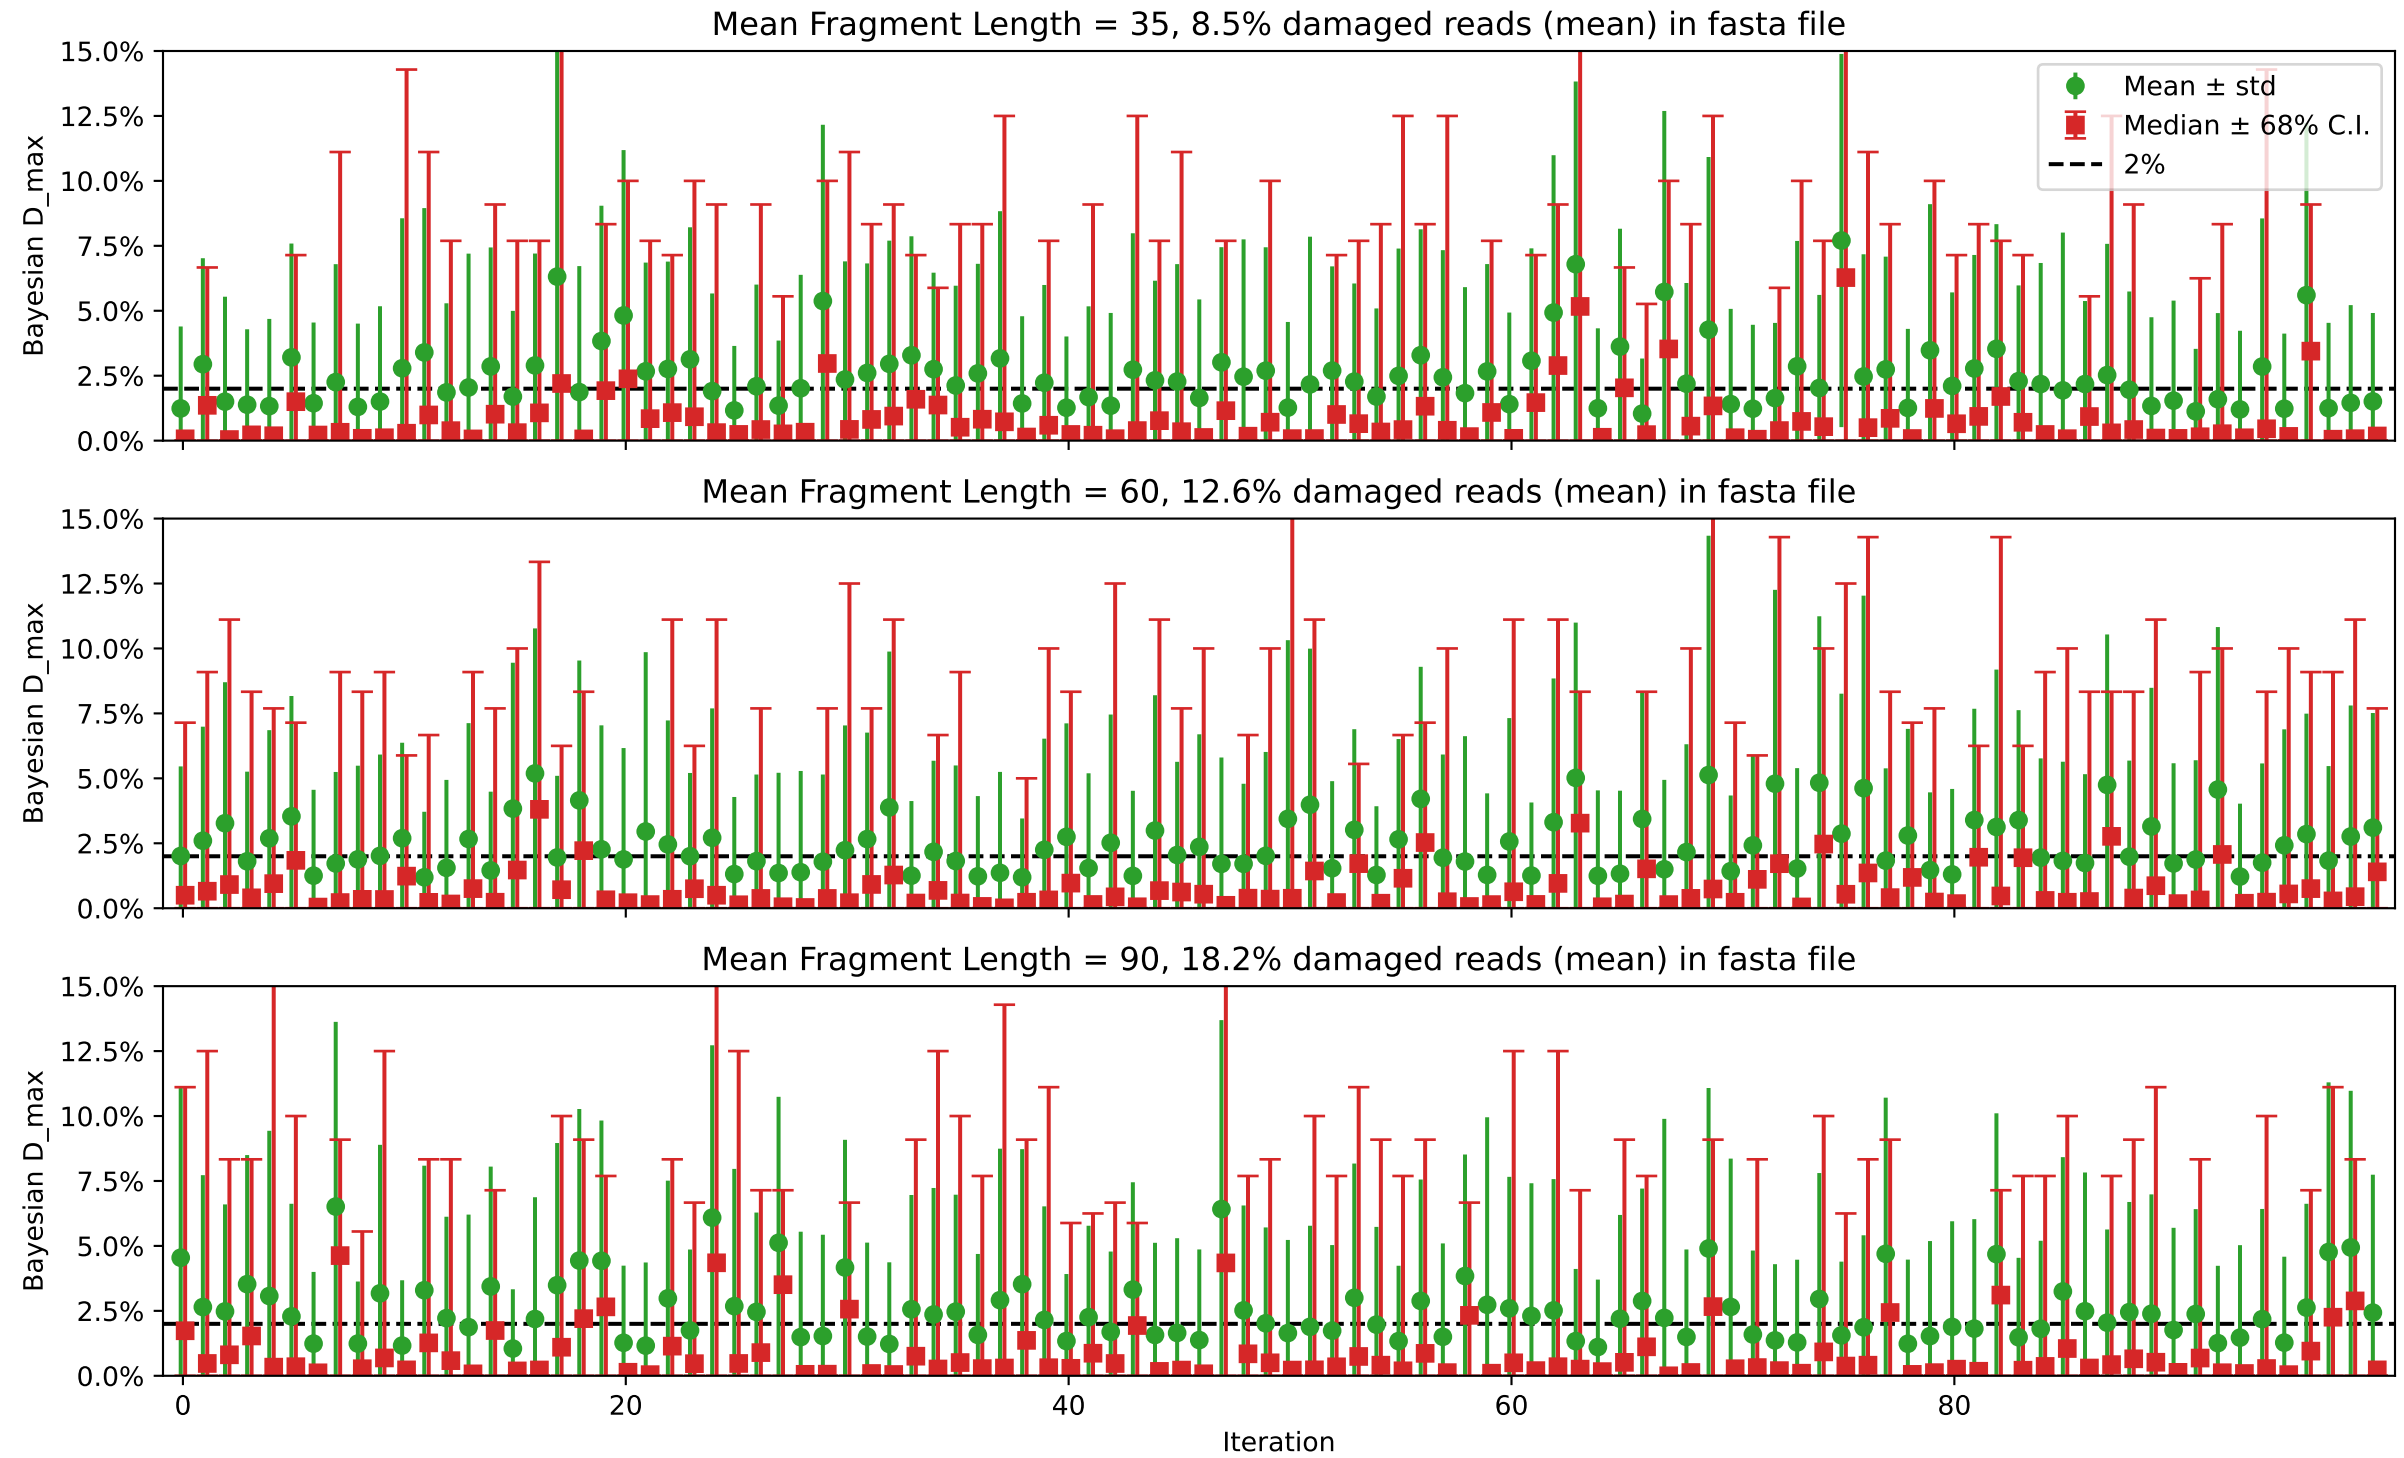 Mean Fragment Length = 35, 8.5% damaged reads (mean) in fasta file
15.0%
12.5%
10.0%
7.5%
5.0%
2.5%
0.0%
Bayesian D_max
Mean ± std
Median ± 68% C.I.
2%
Mean Fragment Length = 60, 12.6% damaged reads (mean) in fasta file
15.0%
12.5%
10.0%
7.5%
5.0%
2.5%
0.0%
Bayesian D_max
Mean Fragment Length = 90, 18.2% damaged reads (mean) in fasta file
15.0%
12.5%
10.0%
7.5%
5.0%
2.5%
0.0%
Bayesian D_max
0 20 40 60 80
Iteration